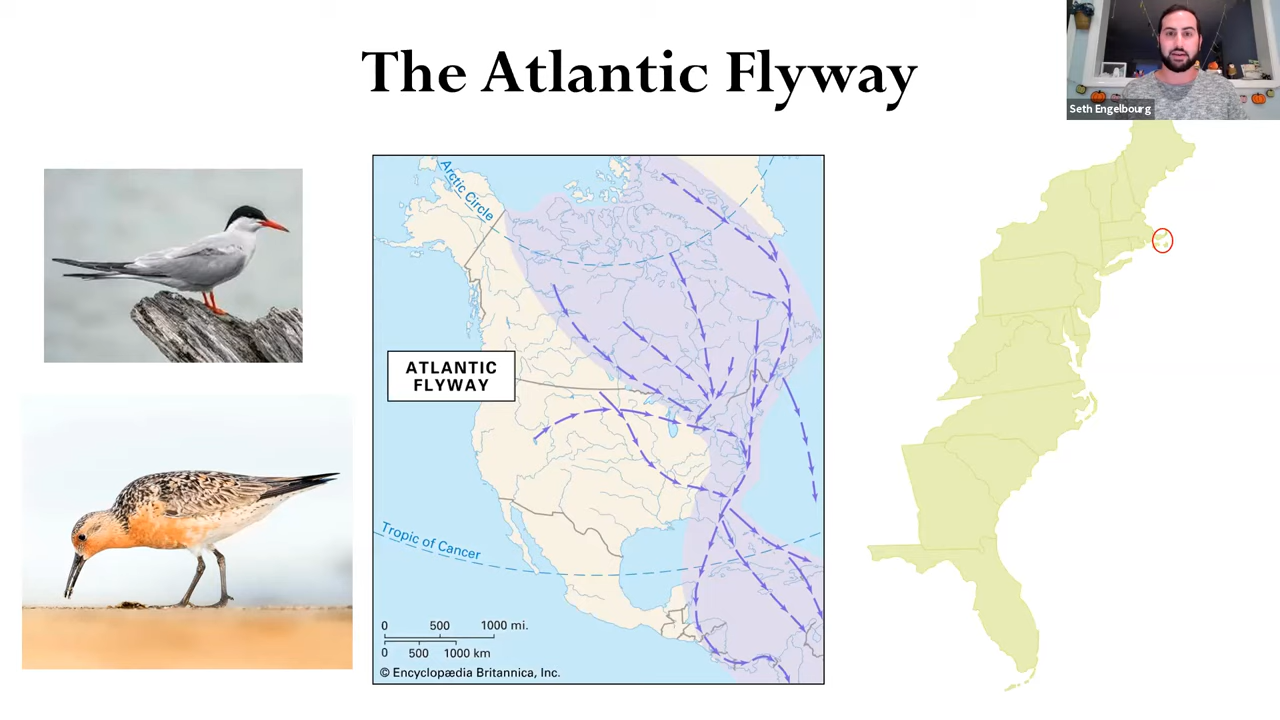 The Atlantic Flyway
Seth Engelbourg
Arctic Circle
ATLANTIC
FLYWAY
Tropic of Cancer
0 500 1000 mi.
0 500 1000 km
© Encyclopædia Britannica, Inc.